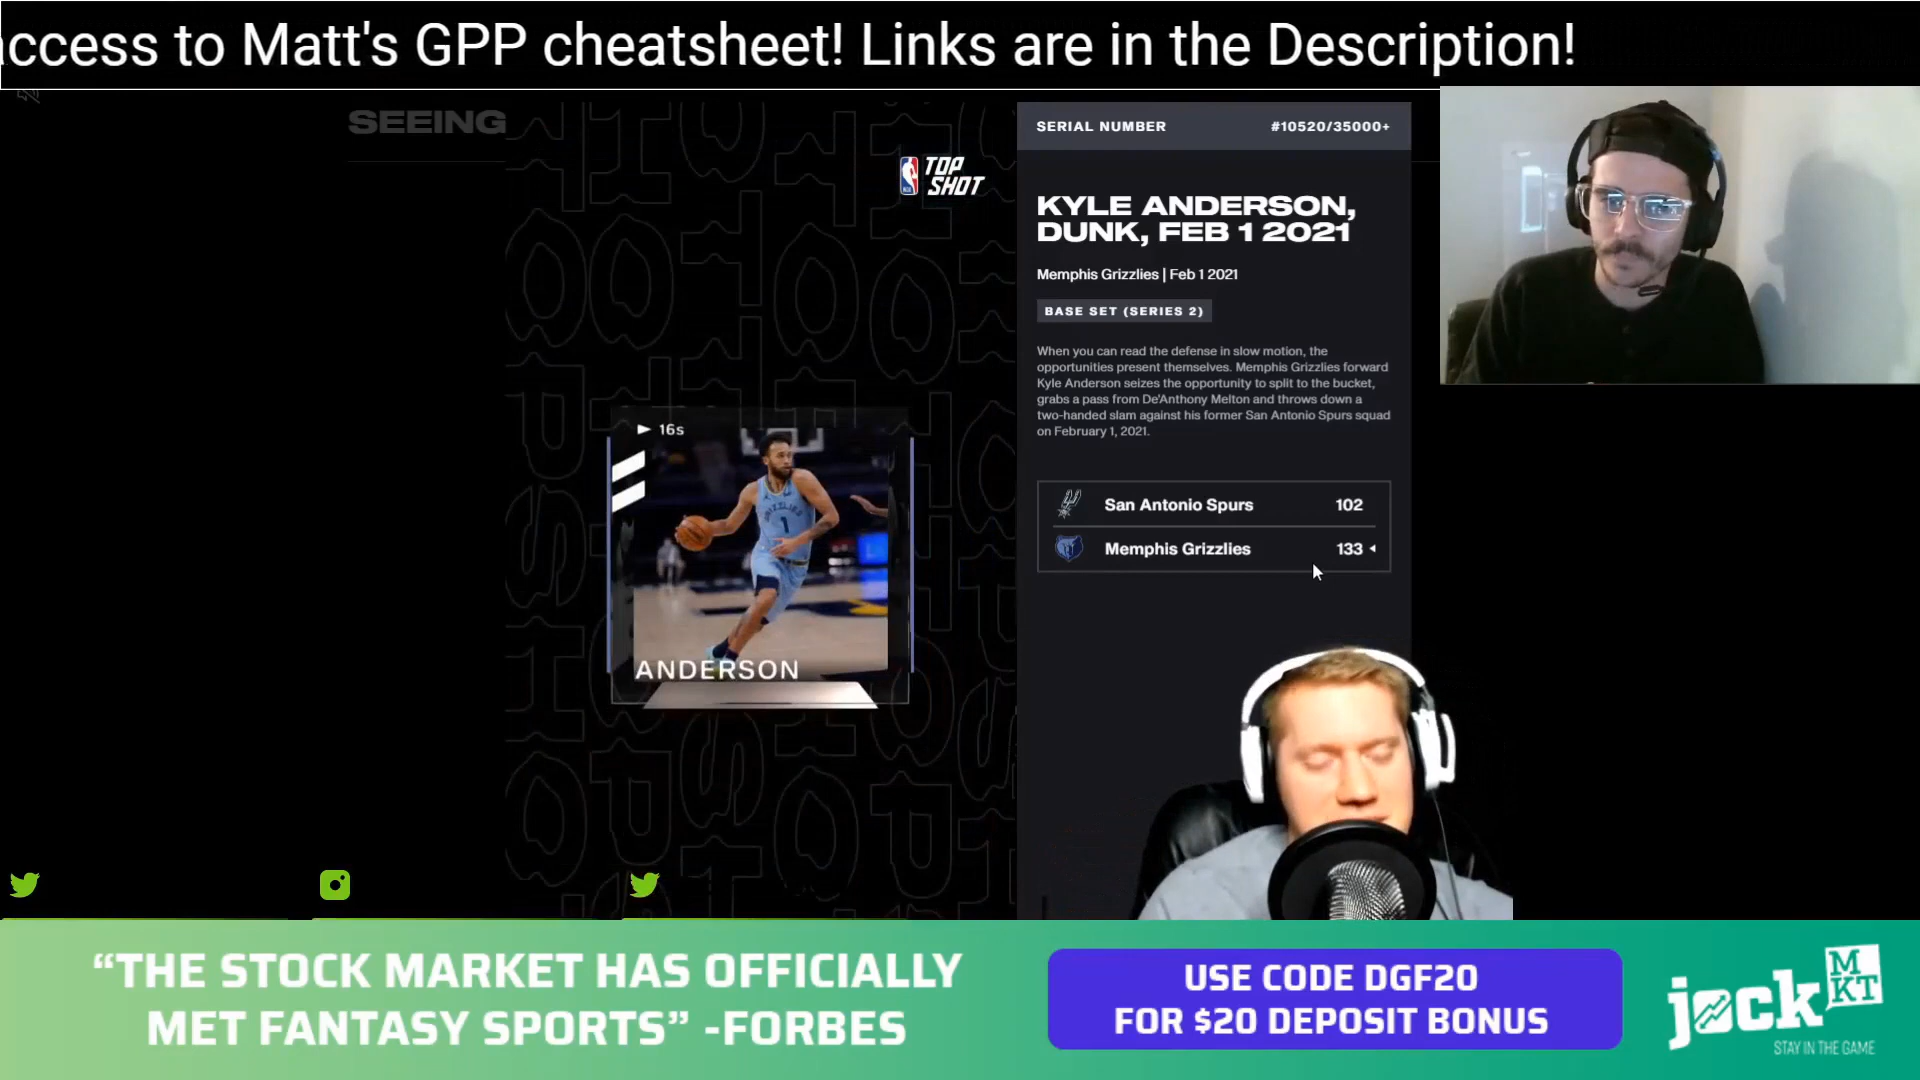 ccess to Matt's GPP cheatsheet! Links are in the Description!
SEEING
TOP
SHOT
SERIAL NUMBER #10520/35000+
KYLE ANDERSON,
DUNK, FEB 1 2021
Memphis Grizzlies | Feb 1 2021
BASE SET (SERIES 2)
When you can read the defense in slow motion, the
opportunities present themselves. Memphis Grizzlies forward
Kyle Anderson seizes the opportunity to split to the bucket,
grabs a pass from De'Anthony Melton and throws down a
two-handed slam against his former San Antonio Spurs squad
on February 1, 2021.
San Antonio Spurs 102
Memphis Grizzlies 133
16s
GRIZZLIES
1
ANDERSON
“THE STOCK MARKET HAS OFFICIALLY
MET FANTASY SPORTS” -FORBES
USE CODE DGF20
FOR $20 DEPOSIT BONUS
jock
M
KT
STAY IN THE GAME